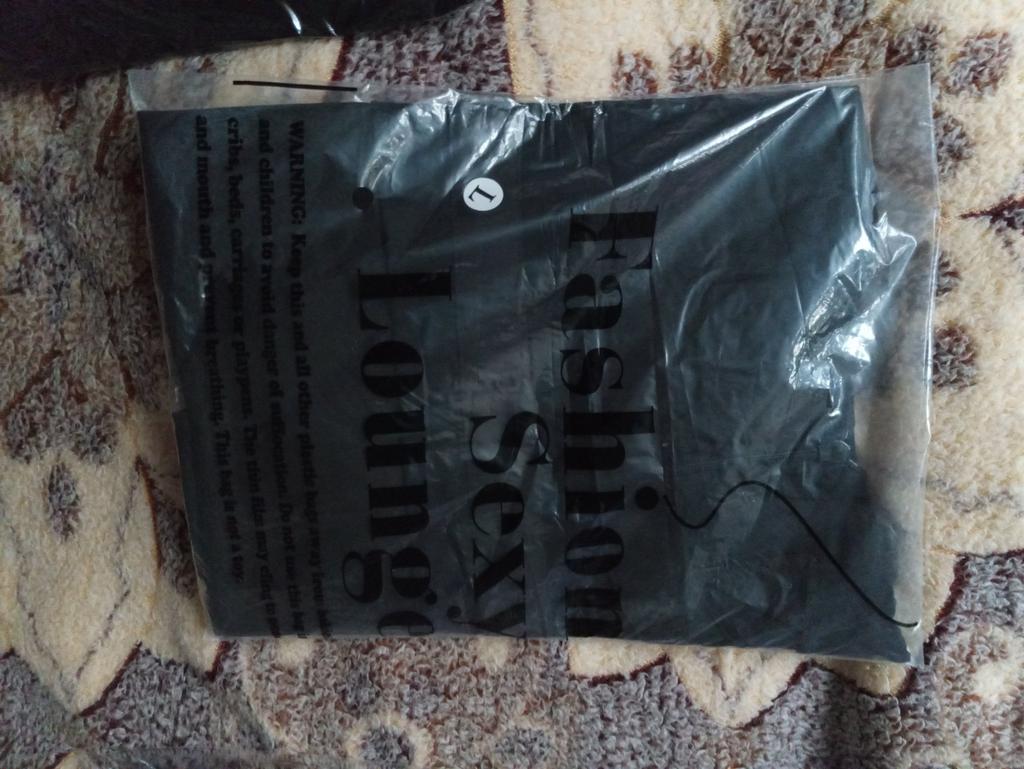 Fashion
Sexy
L
Lounge
WARNING: Keep this and all other plastic bags away from
and children to avoid danger of suffocation. Do not use this bag
cribs, beds, carriages or playpens. The thin film may cling to
and mouth and prevent breathing. This bag is not a toy.